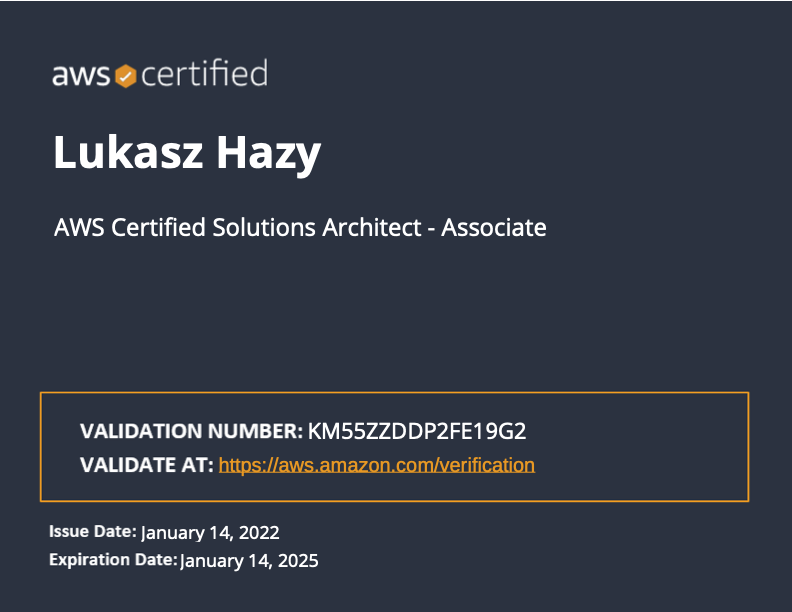 aws certified
Lukasz Hazy
AWS Certified Solutions Architect - Associate
VALIDATION NUMBER: KM55ZZDDP2FE19G2
VALIDATE AT: https://aws.amazon.com/verification
Issue Date: January 14, 2022
Expiration Date: January 14, 2025